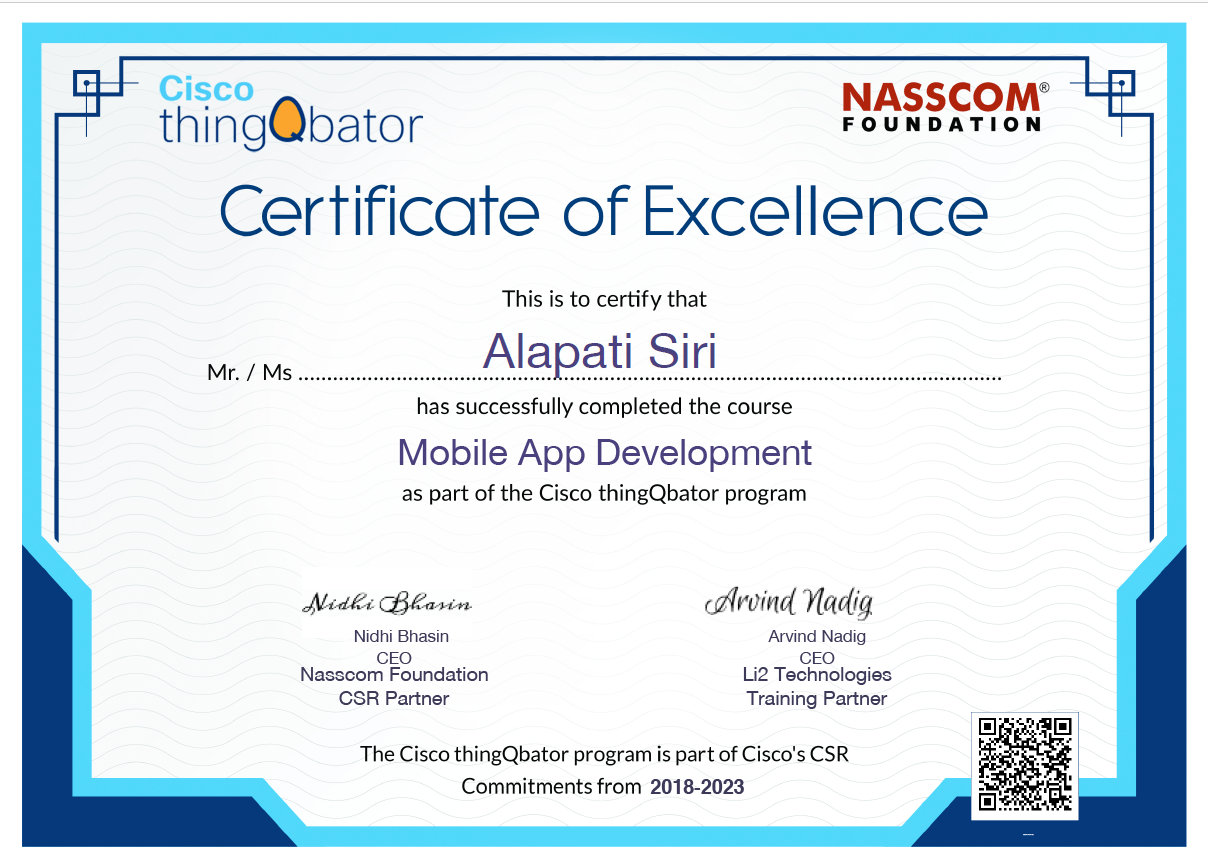 Cisco
thingQbator
NASSCOM®
FOUNDATION
Certificate of Excellence
This is to certify that
Alapati Siri
Mr. / Ms ........................................................................................................................
has successfully completed the course
Mobile App Development
as part of the Cisco thingQbator program
Nidhi Bhasin
Nidhi Bhasin
CEO
Nasscom Foundation
CSR Partner
Arvind Nadig
Arvind Nadig
CEO
Li2 Technologies
Training Partner
The Cisco thingQbator program is part of Cisco's CSR
Commitments from 2018-2023